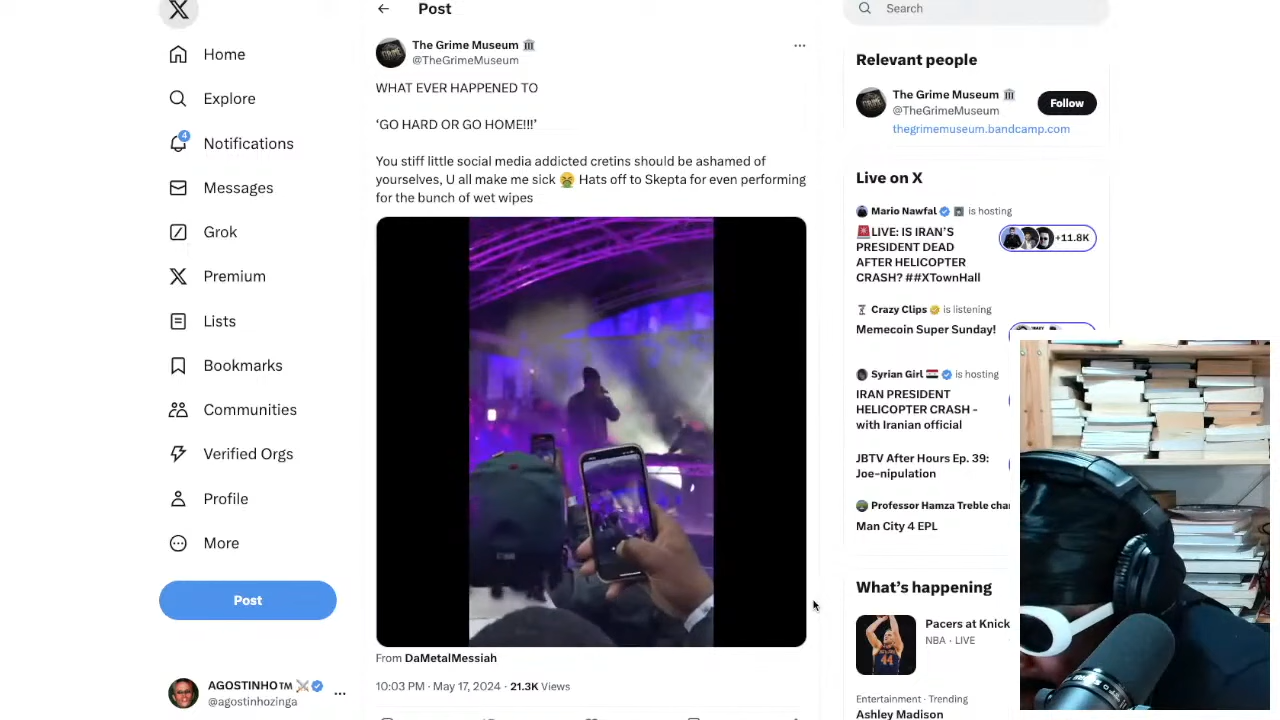 Post
Search
Home
Explore
4
Notifications
Messages
Grok
Premium
Lists
Bookmarks
Communities
Verified Orgs
Profile
More
Post
AGOSTINHO™
@agostinhozinga
The Grime Museum
@TheGrimeMuseum
WHAT EVER HAPPENED TO
‘GO HARD OR GO HOME!!!’
You stiff little social media addicted cretins should be ashamed of
yourselves, U all make me sick 🤮 Hats off to Skepta for even performing
for the bunch of wet wipes
From DaMetalMessiah
10:03 PM · May 17, 2024 · 21.3K Views
Relevant people
The Grime Museum
@TheGrimeMuseum
Follow
thegrimemuseum.bandcamp.com
Live on X
Mario Nawfal is hosting
🚨LIVE: IS IRAN’S
PRESIDENT DEAD
AFTER HELICOPTER
CRASH? ##XTownHall
+11.8K
Crazy Clips is listening
Memecoin Super Sunday!
Syrian Girl is hosting
IRAN PRESIDENT
HELICOPTER CRASH -
with Iranian official
JBTV After Hours Ep. 39:
Joe-nipulation
Professor Hamza Treble
Man City 4 EPL
What’s happening
Pacers at Knick
NBA · LIVE
44
Entertainment · Trending
Ashley Madison